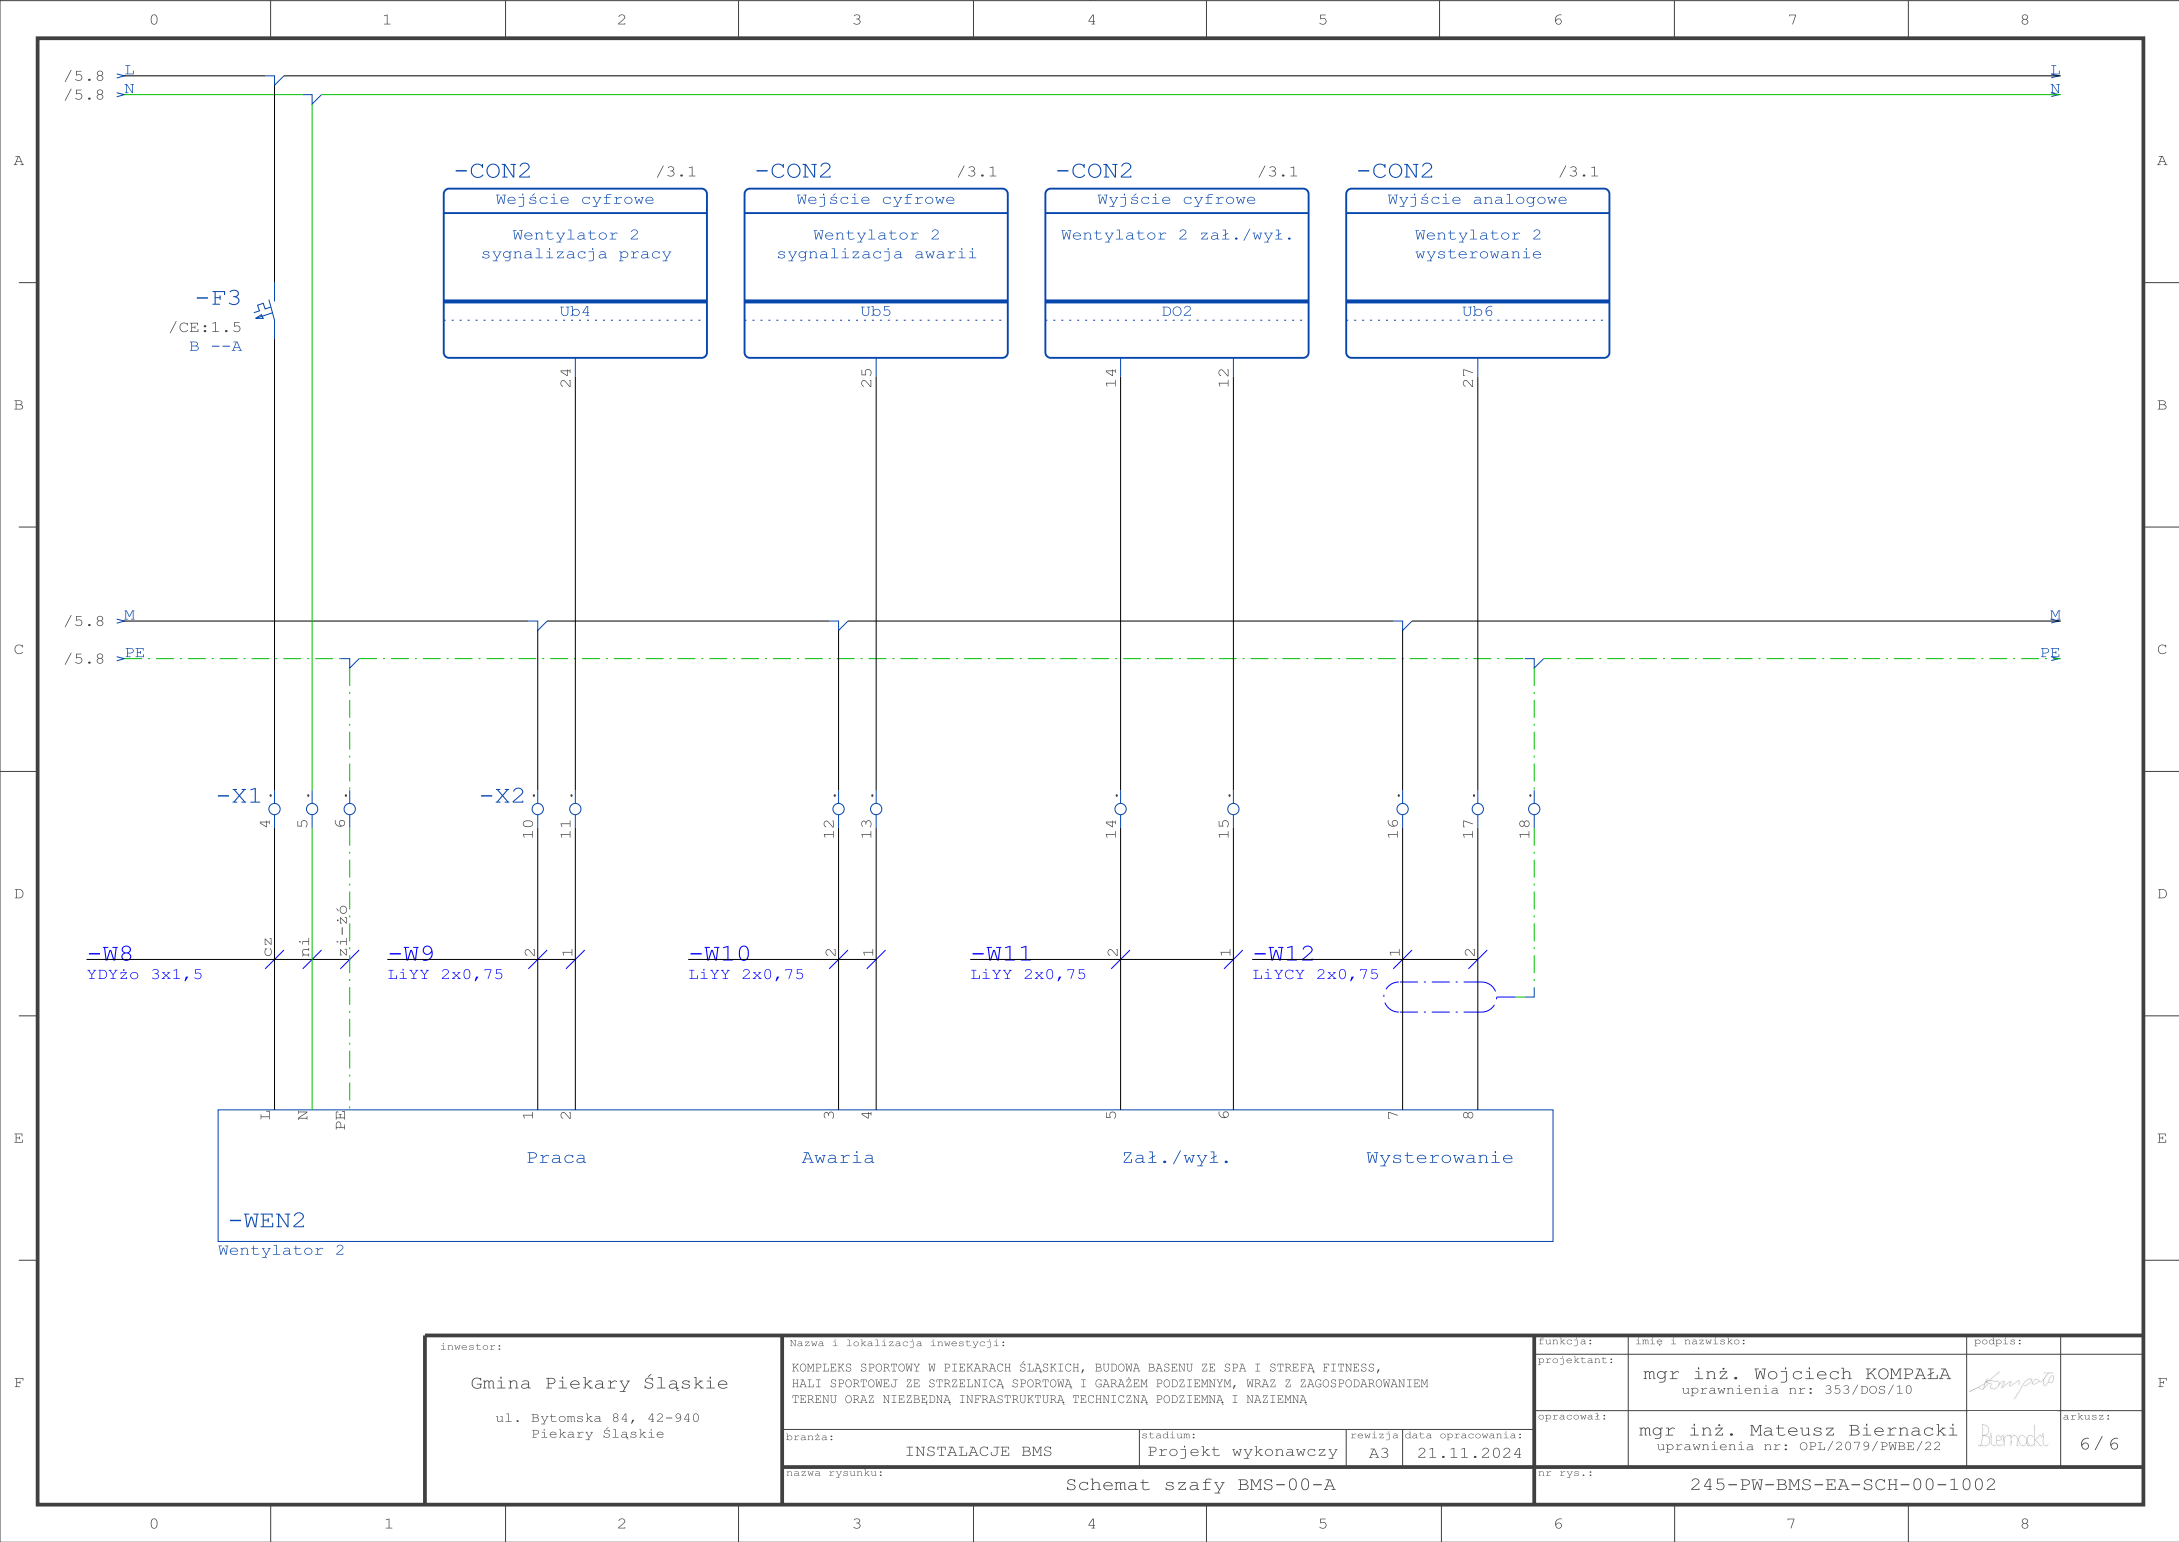 0 1 2 3 4 5 6 7 8
/5.8 L L
/5.8 N N
A A
-CON2 /3.1 -CON2 /3.1 -CON2 /3.1 -CON2 /3.1
Wejście cyfrowe Wejście cyfrowe Wyjście cyfrowe Wyjście analogowe
Wentylator 2 Wentylator 2 Wentylator 2 zał./wył. Wentylator 2
sygnalizacja pracy sygnalizacja awarii wysterowanie
-F3
Ub4 Ub5 DO2 Ub6
/CE:1.5
B --A
24 25 14 12 27
B B
/5.8 M M
/5.8 PE PE
C C
-X1 -X2
4 5 6 10 11 12 13 14 15 16 17 18
D D
cz ni zi-żó 2 1 2 1 2 1 1 2
-W8 -W9 -W10 -W11 -W12
YDYżo 3x1,5 LiYY 2x0,75 LiYY 2x0,75 LiYY 2x0,75 LiYCY 2x0,75
L N PE 1 2 3 4 5 6 7 8
E E
Praca Awaria Zał./wył. Wysterowanie
-WEN2
Wentylator 2
F F
inwestor:
Gmina Piekary Śląskie
ul. Bytomska 84, 42-940
Piekary Śląskie
Nazwa i lokalizacja inwestycji:
KOMPLEKS SPORTOWY W PIEKARACH ŚLĄSKICH, BUDOWA BASENU ZE SPA I STREFĄ FITNESS,
HALI SPORTOWEJ ZE STRZELNICĄ SPORTOWĄ I GARAŻEM PODZIEMNYM, WRAZ Z ZAGOSPODAROWANIEM
TERENU ORAZ NIEZBĘDNĄ INFRASTRUKTURĄ TECHNICZNĄ PODZIEMNĄ I NAZIEMNĄ
branża: stadium: rewizja data opracowania:
INSTALACJE BMS Projekt wykonawczy A3 21.11.2024
nazwa rysunku:
Schemat szafy BMS-00-A
funkcja: imię i nazwisko: podpis:
projektant:
mgr inż. Wojciech KOMPAŁA Kompała
uprawnienia nr: 353/DOS/10
opracował: arkusz:
mgr inż. Mateusz Biernacki Biernacki 6/6
uprawnienia nr: OPL/2079/PWBE/22
nr rys.:
245-PW-BMS-EA-SCH-00-1002
0 1 2 3 4 5 6 7 8